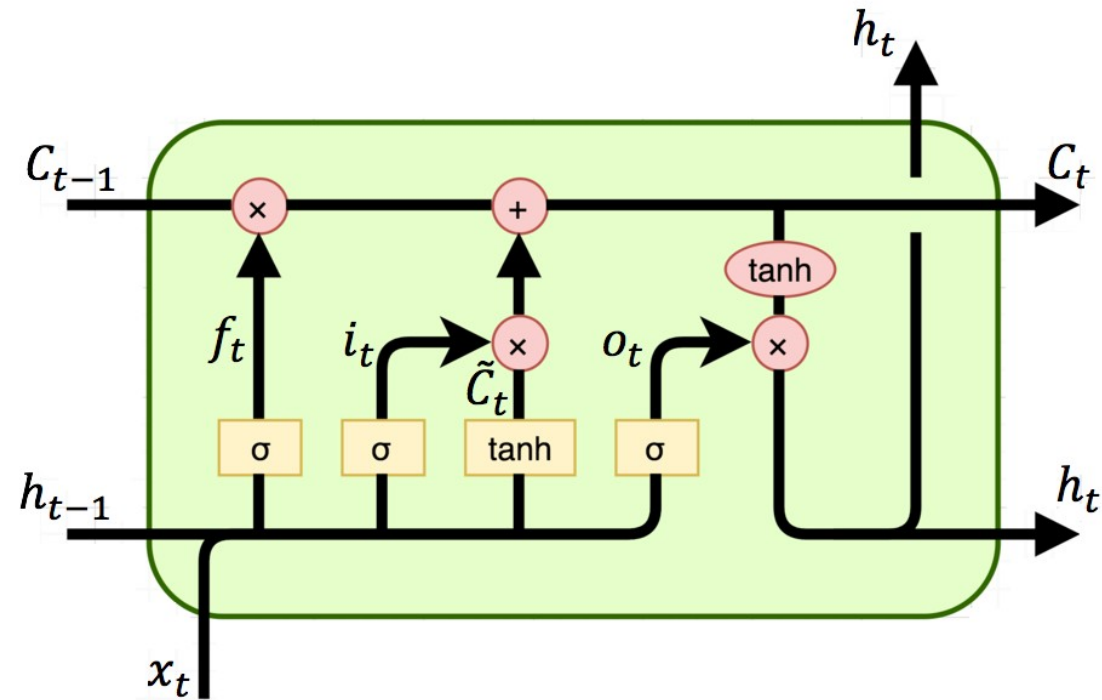 h_t
C_{t−1}
C_t
×
+
tanh
f_t
i_t
×
o_t
×
C̃_t
σ
σ
tanh
σ
h_{t−1}
h_t
x_t